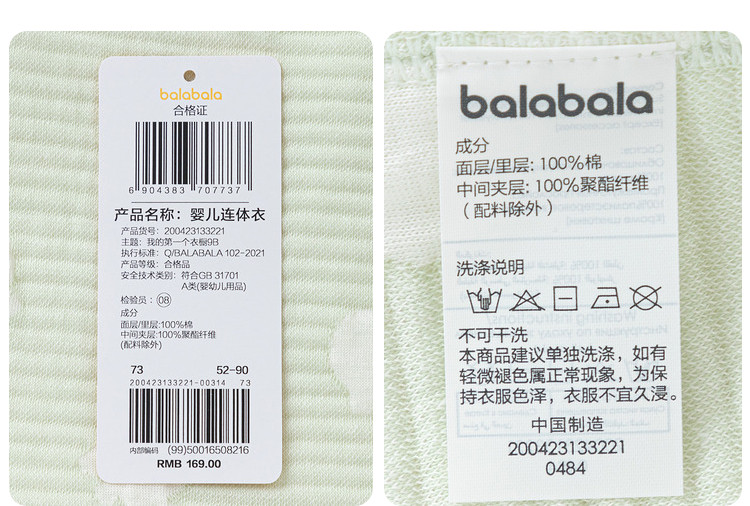 balabala
合格证
6 904383 707737
产品名称：婴儿连体衣
产品货号：200423133221
主题：我的第一个衣橱9B
执行标准：Q/BALABALA 102-2021
产品等级：合格品
安全技术类别：符合GB 31701
A类(婴幼儿用品)
检验员：08
成分
面层/里层:100%棉
中间夹层:100%聚酯纤维
(配料除外)
73 52-90
200423133221-00314 73
内部编码 (99)50016508216
RMB 169.00
balabala
成分
面层/里层: 100%棉
中间夹层: 100%聚酯纤维
（配料除外）
洗涤说明
不可干洗
本商品建议单独洗涤，如有
轻微褪色属正常现象，为保
持衣服色泽，衣服不宜久浸。
中国制造
200423133221
0484